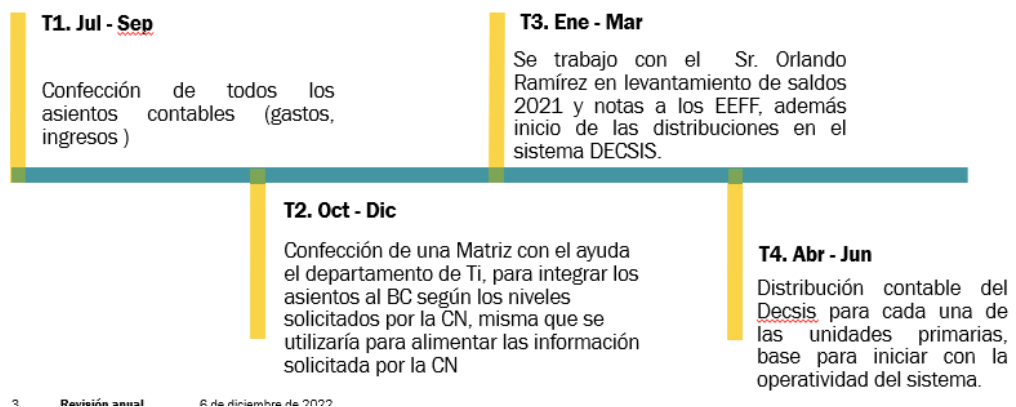 T1. Jul - Sep
Confección de todos los
asientos contables (gastos,
ingresos )
T2. Oct - Dic
Confección de una Matriz con el ayuda
el departamento de Ti, para integrar los
asientos al BC según los niveles
solicitados por la CN, misma que se
utilizaría para alimentar las información
solicitada por la CN
T3. Ene - Mar
Se trabajo con el Sr. Orlando
Ramírez en levantamiento de saldos
2021 y notas a los EEFF, además
inicio de las distribuciones en el
sistema DECSIS.
T4. Abr - Jun
Distribución contable del
Decsis para cada una de
las unidades primarias,
base para iniciar con la
operatividad del sistema.
3 Revisión anual 6 de diciembre de 2022